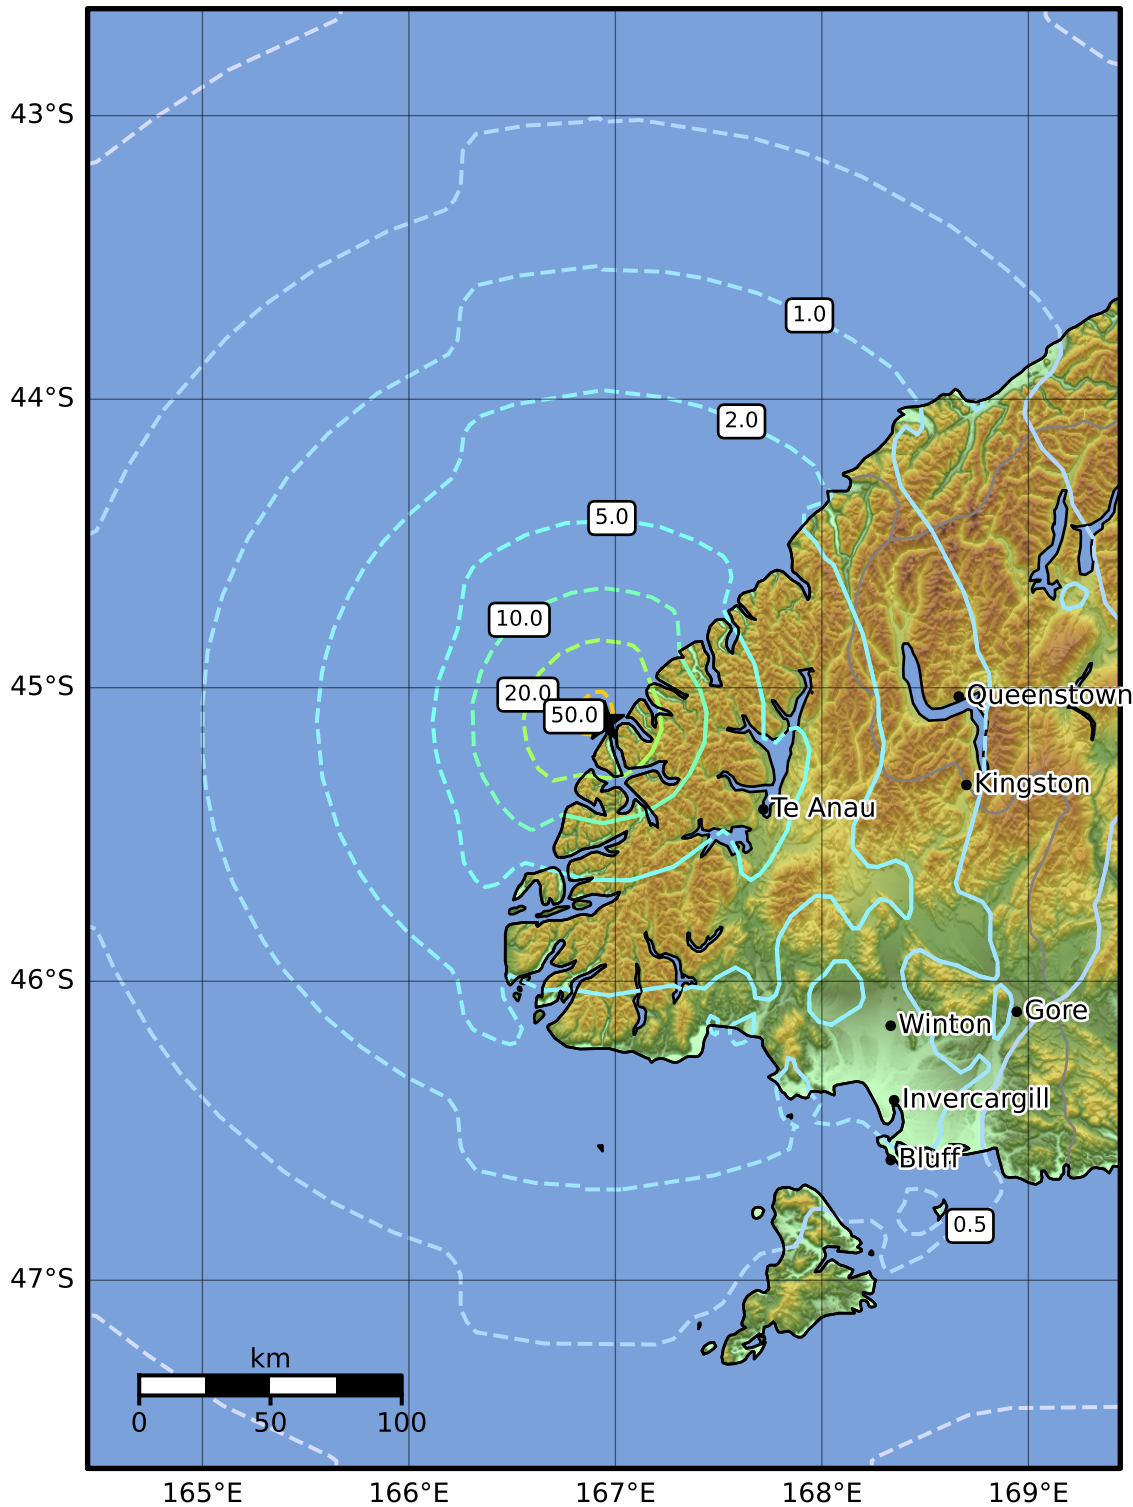 43°S
1.0
44°S
2.0
5.0
10.0
45°S
20.0
Queenstown
50.0
Kingston
Te Anau
46°S
Gore
Winton
Invercargill
Bluff
0.5
47°S
km
0 50 100
165°E 166°E 167°E 168°E 169°E